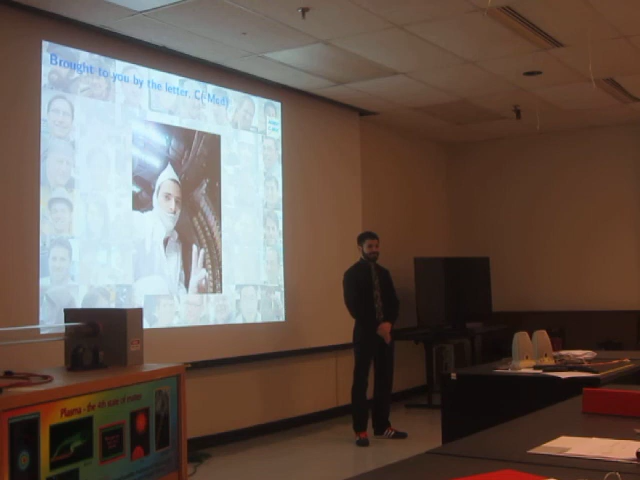 Brought to you by the letter, C(-Mod)
Plasma - the 4th state of matter